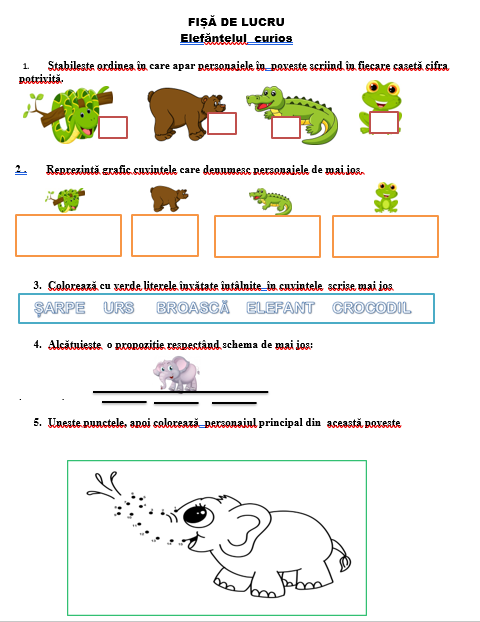 FIȘĂ DE LUCRU
Elefănțelul curios
1. Stabilește ordinea în care apar personajele în poveste scriind în fiecare casetă cifra
potrivită.
2 . Reprezintă grafic cuvintele care denumesc personajele de mai jos.
3. Colorează cu verde literele învățate întâlnite în cuvintele scrise mai jos
ȘARPE URS BROASCĂ ELEFANT CROCODIL
4. Alcătuiește o propoziție respectând schema de mai jos:
5. Unește punctele, apoi colorează personajul principal din această poveste